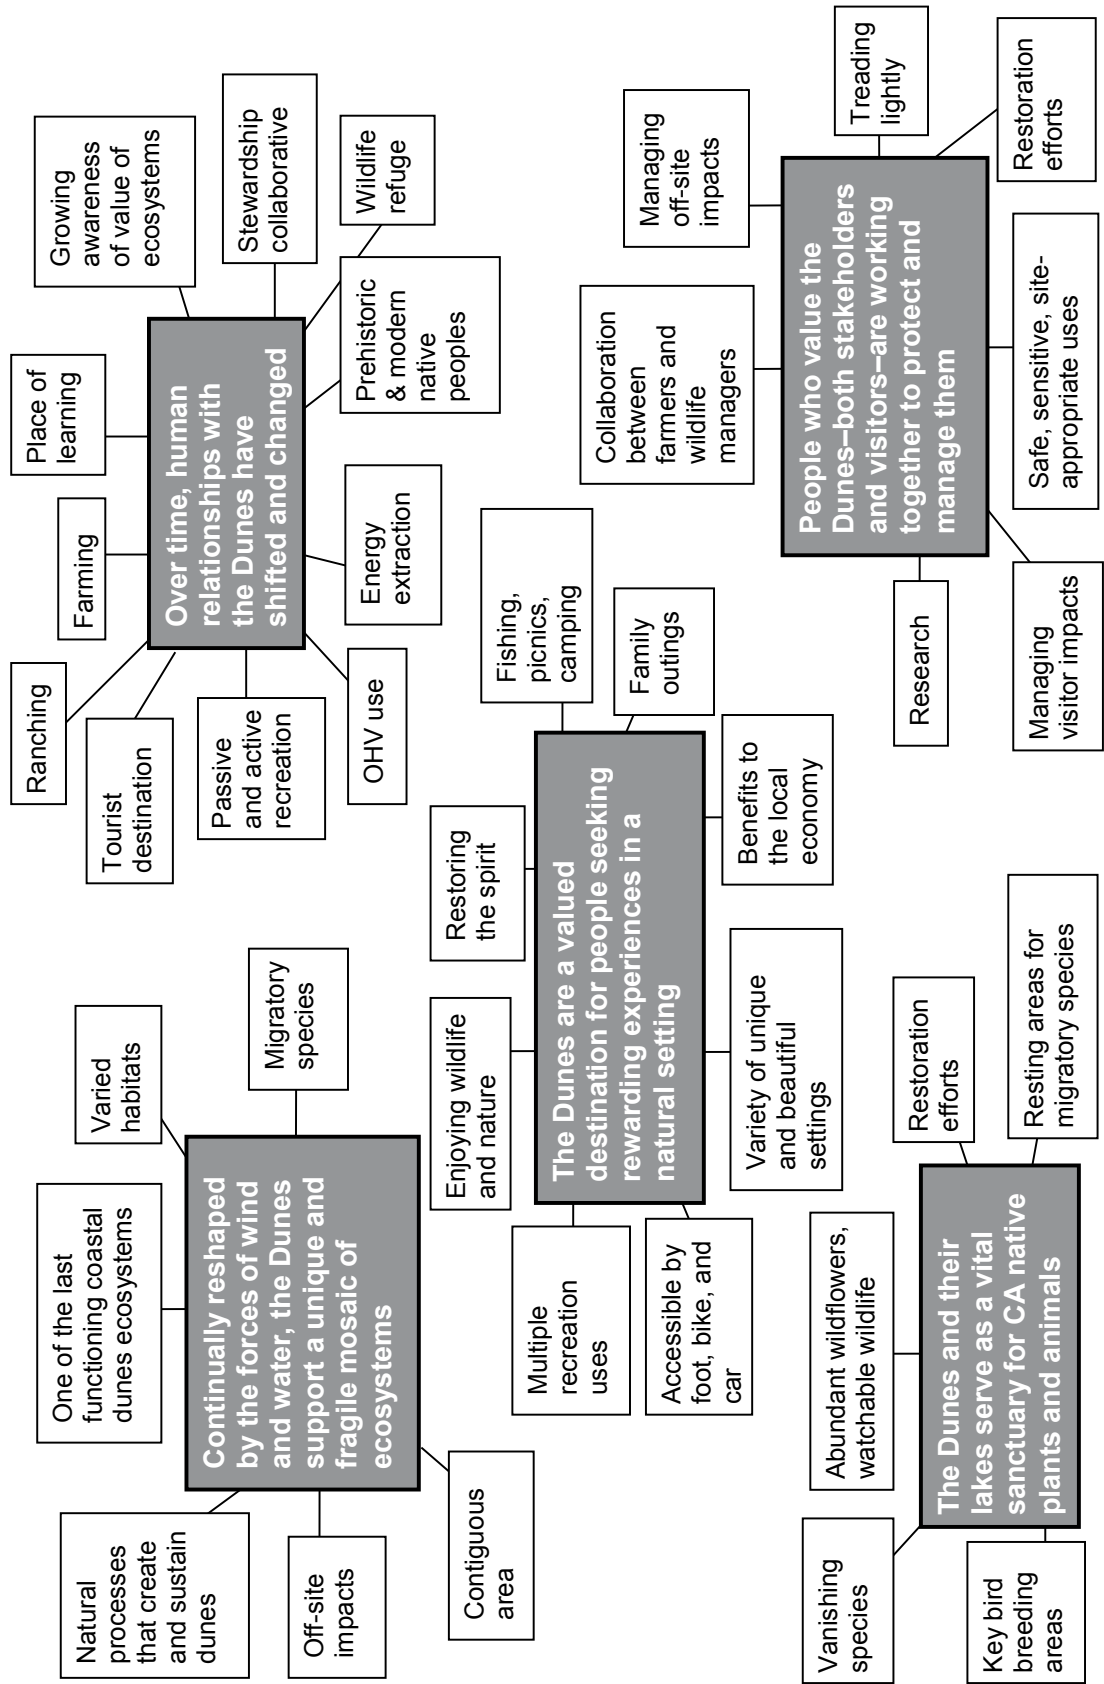 Natural
processes
that create
and sustain
dunes
One of the last
functioning coastal
dunes ecosystems
Varied
habitats
Migratory
species
Off-site
impacts
Contiguous
area
Continually reshaped
by the forces of wind
and water, the Dunes
support a unique and
fragile mosaic of
ecosystems
Ranching
Farming
Place of
learning
Growing
awareness
of value of
ecosystems
Stewardship
collaborative
Wildlife
refuge
Prehistoric
& modern
native
peoples
Energy
extraction
OHV use
Passive
and active
recreation
Tourist
destination
Over time, human
relationships with
the Dunes have
shifted and changed
Multiple
recreation
uses
Enjoying wildlife
and nature
Restoring
the spirit
Fishing,
picnics,
camping
Family
outings
Benefits to
the local
economy
Variety of unique
and beautiful
settings
Accessible by
foot, bike, and
car
The Dunes are a valued
destination for people seeking
rewarding experiences in a
natural setting
Vanishing
species
Abundant wildflowers,
watchable wildlife
Restoration
efforts
Resting areas for
migratory species
Key bird
breeding
areas
The Dunes and their
lakes serve as a vital
sanctuary for CA native
plants and animals
Collaboration
between
farmers and
wildlife
managers
Managing
off-site
impacts
Treading
lightly
Restoration
efforts
Safe, sensitive, site-
appropriate uses
Managing
visitor impacts
Research
People who value the
Dunes–both stakeholders
and visitors–are working
together to protect and
manage them